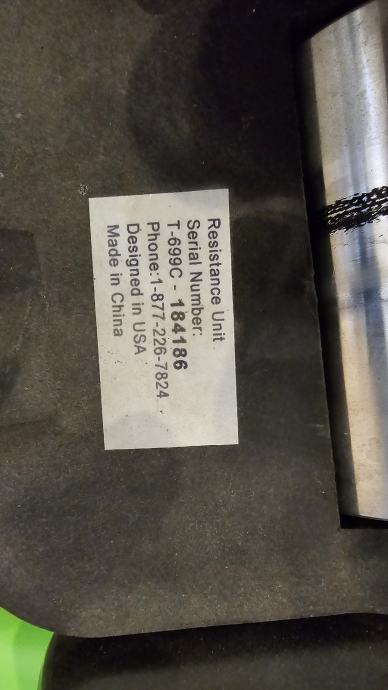 Resistance Unit
Serial Number:
T-699C - 184186
Phone:1-877-226-7824
Designed in USA
Made in China